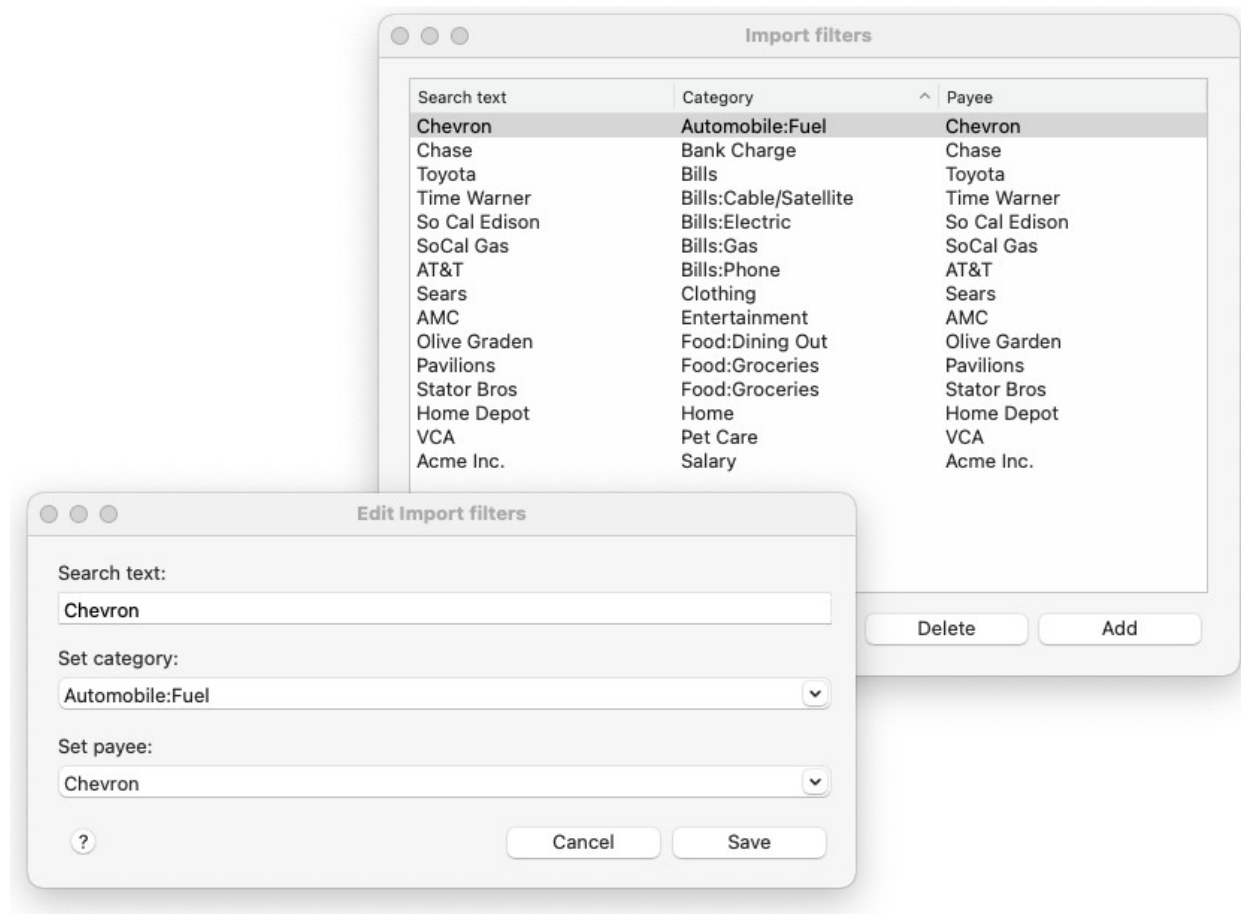 Import filters
Search text Category Payee
Chevron Automobile:Fuel Chevron
Chase Bank Charge Chase
Toyota Bills Toyota
Time Warner Bills:Cable/Satellite Time Warner
So Cal Edison Bills:Electric So Cal Edison
SoCal Gas Bills:Gas SoCal Gas
AT&T Bills:Phone AT&T
Sears Clothing Sears
AMC Entertainment AMC
Olive Graden Food:Dining Out Olive Garden
Pavilions Food:Groceries Pavilions
Stator Bros Food:Groceries Stator Bros
Home Depot Home Home Depot
VCA Pet Care VCA
Acme Inc. Salary Acme Inc.
Delete Add
Edit Import filters
Search text:
Chevron
Set category:
Automobile:Fuel
Set payee:
Chevron
? Cancel Save